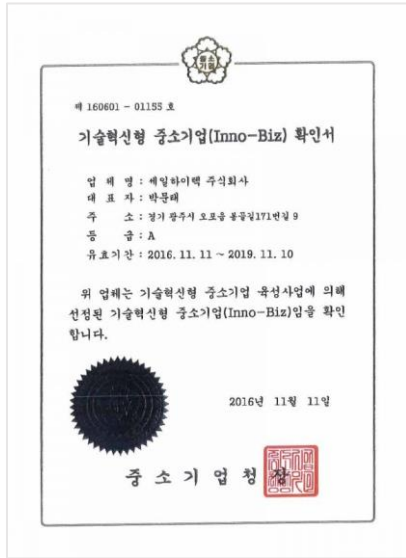 중소
기업
제 160601 - 01155 호
기술혁신형 중소기업(Inno-Biz) 확인서
업 체 명 : 세일하이텍 주식회사
대 표 자 : 박문태
주 소 : 경기 광주시 오포읍 봉골길171번길 9
등 급 : A
유효기간 : 2016. 11. 11 ~ 2019. 11. 10
위 업체는 기술혁신형 중소기업 육성사업에 의해
선정된 기술혁신형 중소기업(Inno-Biz)임을 확인
합니다.
2016년 11월 11일
중 소 기 업 청 장